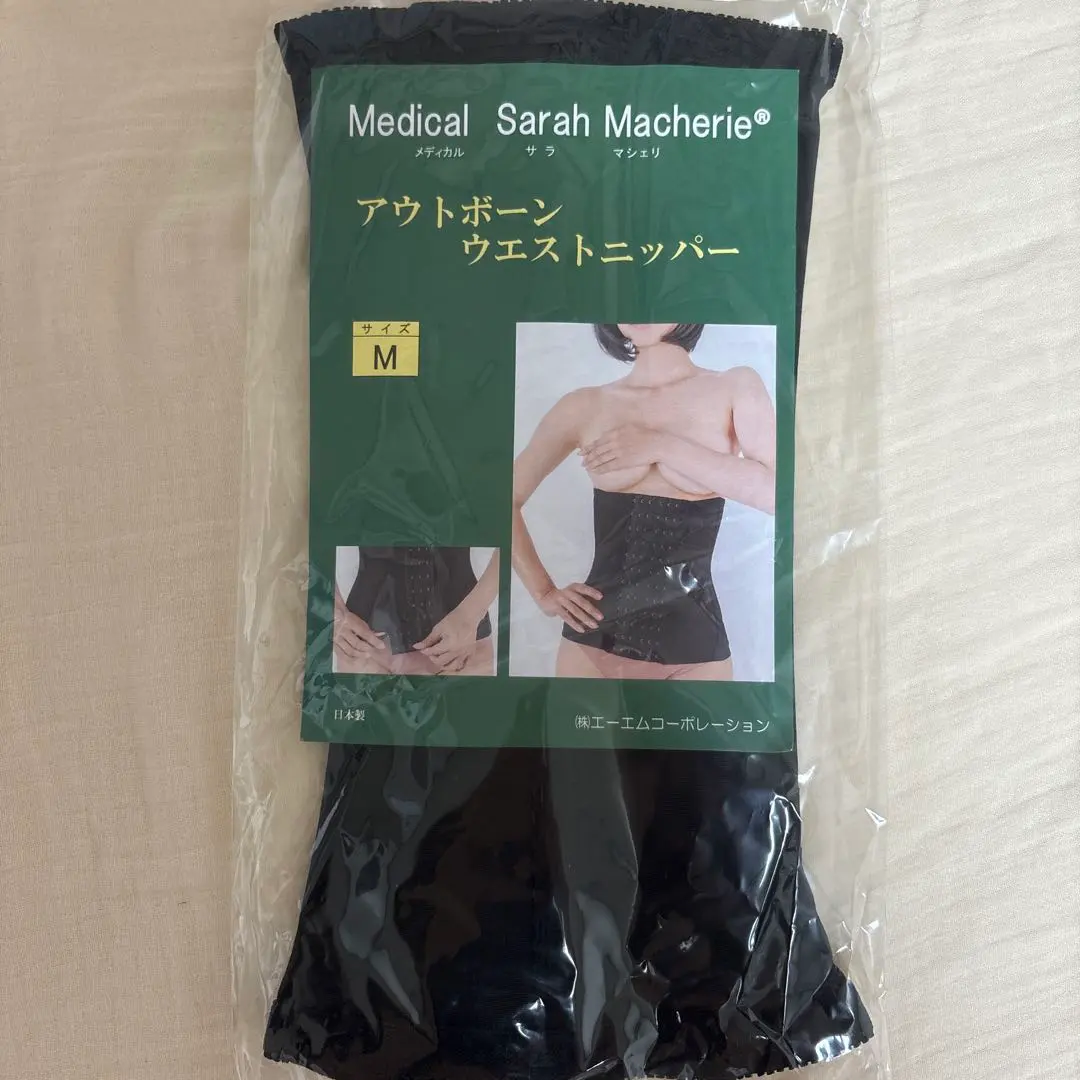 Medical Sarah Macherie®
メディカル サラ マシェリ
アウトボーン
ウエストニッパー
サイズ
M
日本製
㈱エーエムコーポレーション